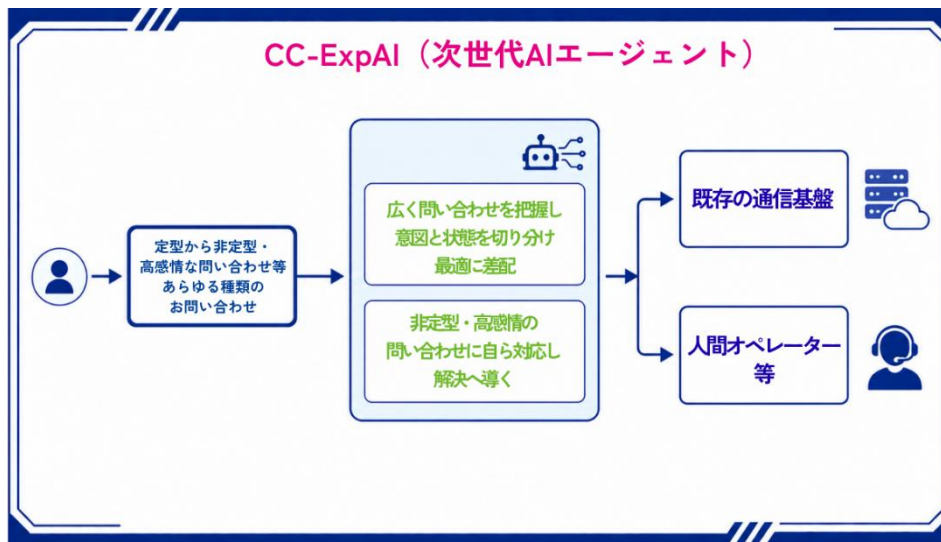 CC-ExpAI（次世代AIエージェント）
定型から非定型・
高感情な問い合わせ等
あらゆる種類の
お問い合わせ
広く問い合わせを把握し
意図と状態を切り分け
最適に差配
非定型・高感情の
問い合わせに自ら対応し
解決へ導く
既存の通信基盤
人間オペレーター
等